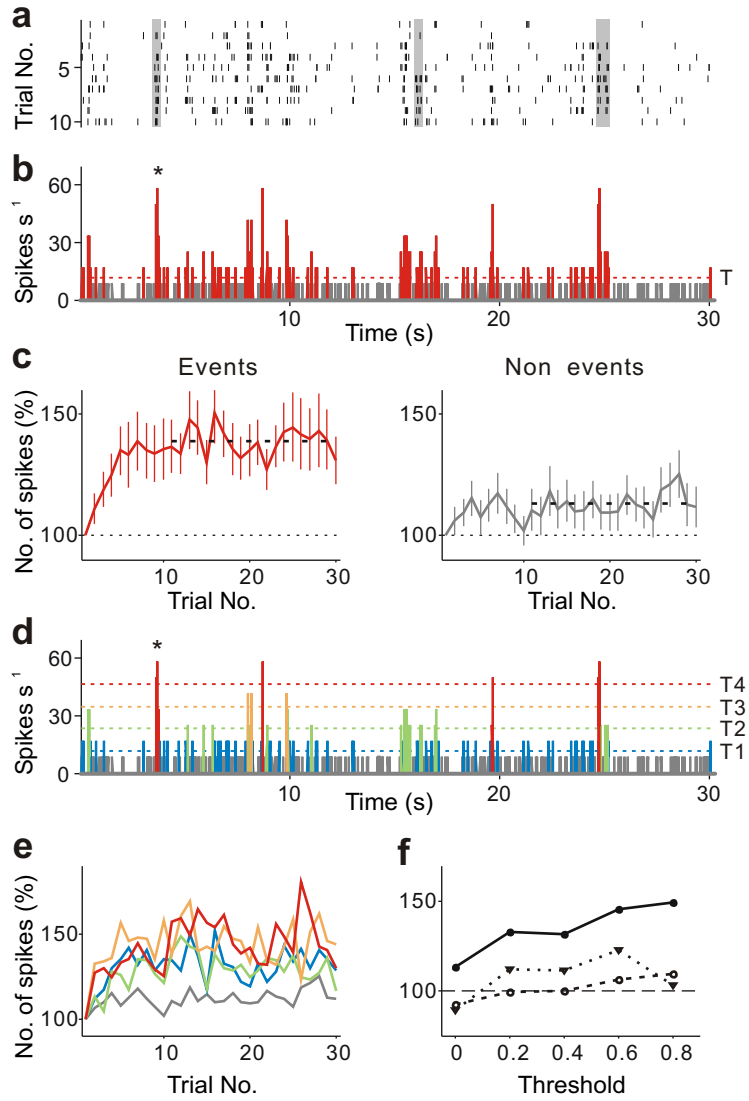 a
Trial No.
5
10
b
*
Spikes s⁻¹
60
30
0
T
10 20 30
Time (s)
c
Events
Non events
No. of spikes (%)
150
100
10 20 30
Trial No.
150
100
10 20 30
Trial No.
d
*
Spikes s⁻¹
60
30
0
T4
T3
T2
T1
10 20 30
Time (s)
e
No. of spikes (%)
150
100
10 20 30
Trial No.
f
150
100
0 0.2 0.4 0.6 0.8
Threshold